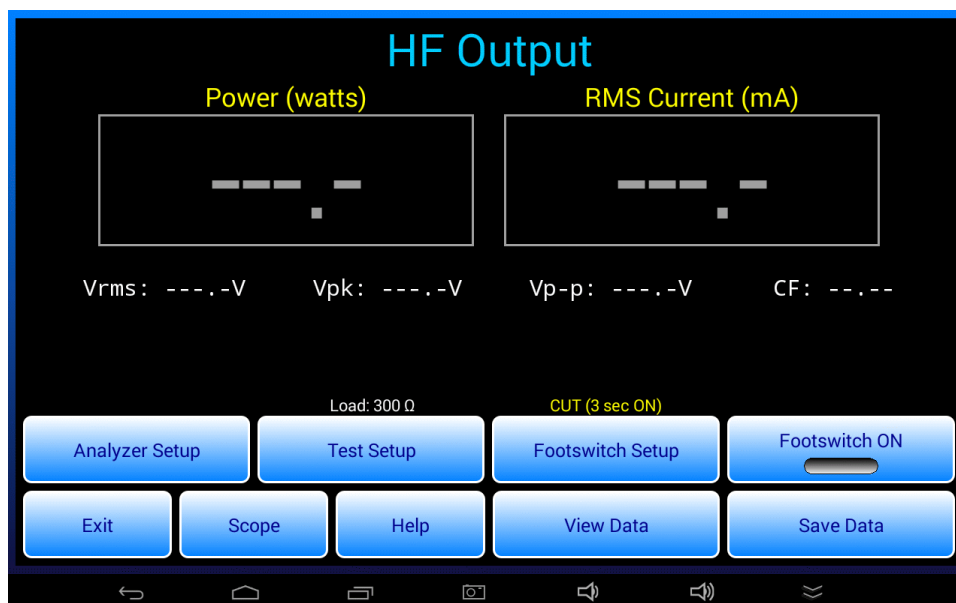 HF Output
Power (watts) RMS Current (mA)
---.- ---.-
Vrms: ---.-V Vpk: ---.-V Vp-p: ---.-V CF: --.--
Load: 300 Ω CUT (3 sec ON)
Analyzer Setup Test Setup Footswitch Setup Footswitch ON
Exit Scope Help View Data Save Data